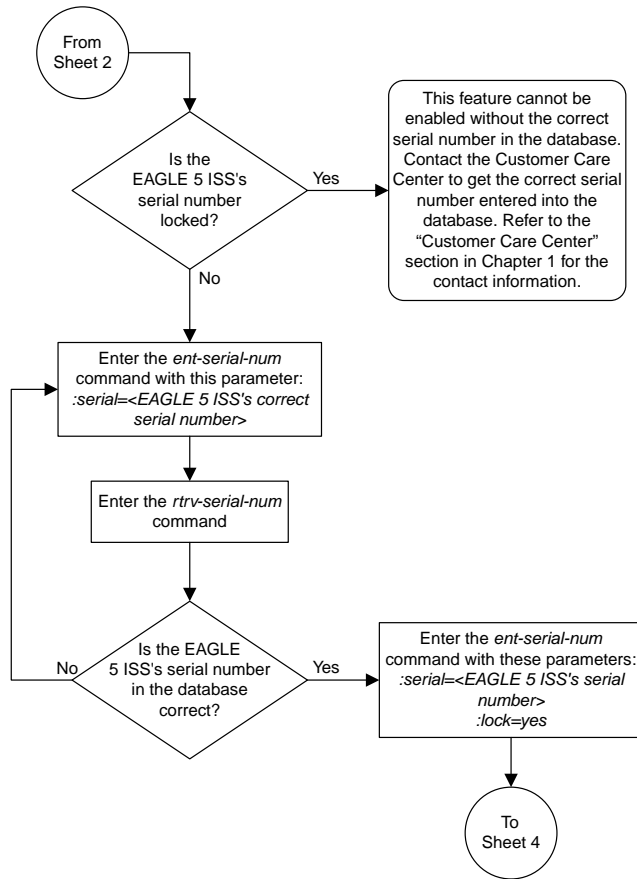 From
Sheet 2
Is the
EAGLE 5 ISS's
serial number
locked?
Yes
This feature cannot be
enabled without the correct
serial number in the database.
Contact the Customer Care
Center to get the correct serial
number entered into the
database. Refer to the
“Customer Care Center”
section in Chapter 1 for the
contact information.
No
Enter the ent-serial-num
command with this parameter:
:serial=<EAGLE 5 ISS's correct
serial number>
Enter the rtrv-serial-num
command
Is the EAGLE
5 ISS's serial number
in the database
correct?
No
Yes
Enter the ent-serial-num
command with these parameters:
:serial=<EAGLE 5 ISS's serial
number>
:lock=yes
To
Sheet 4